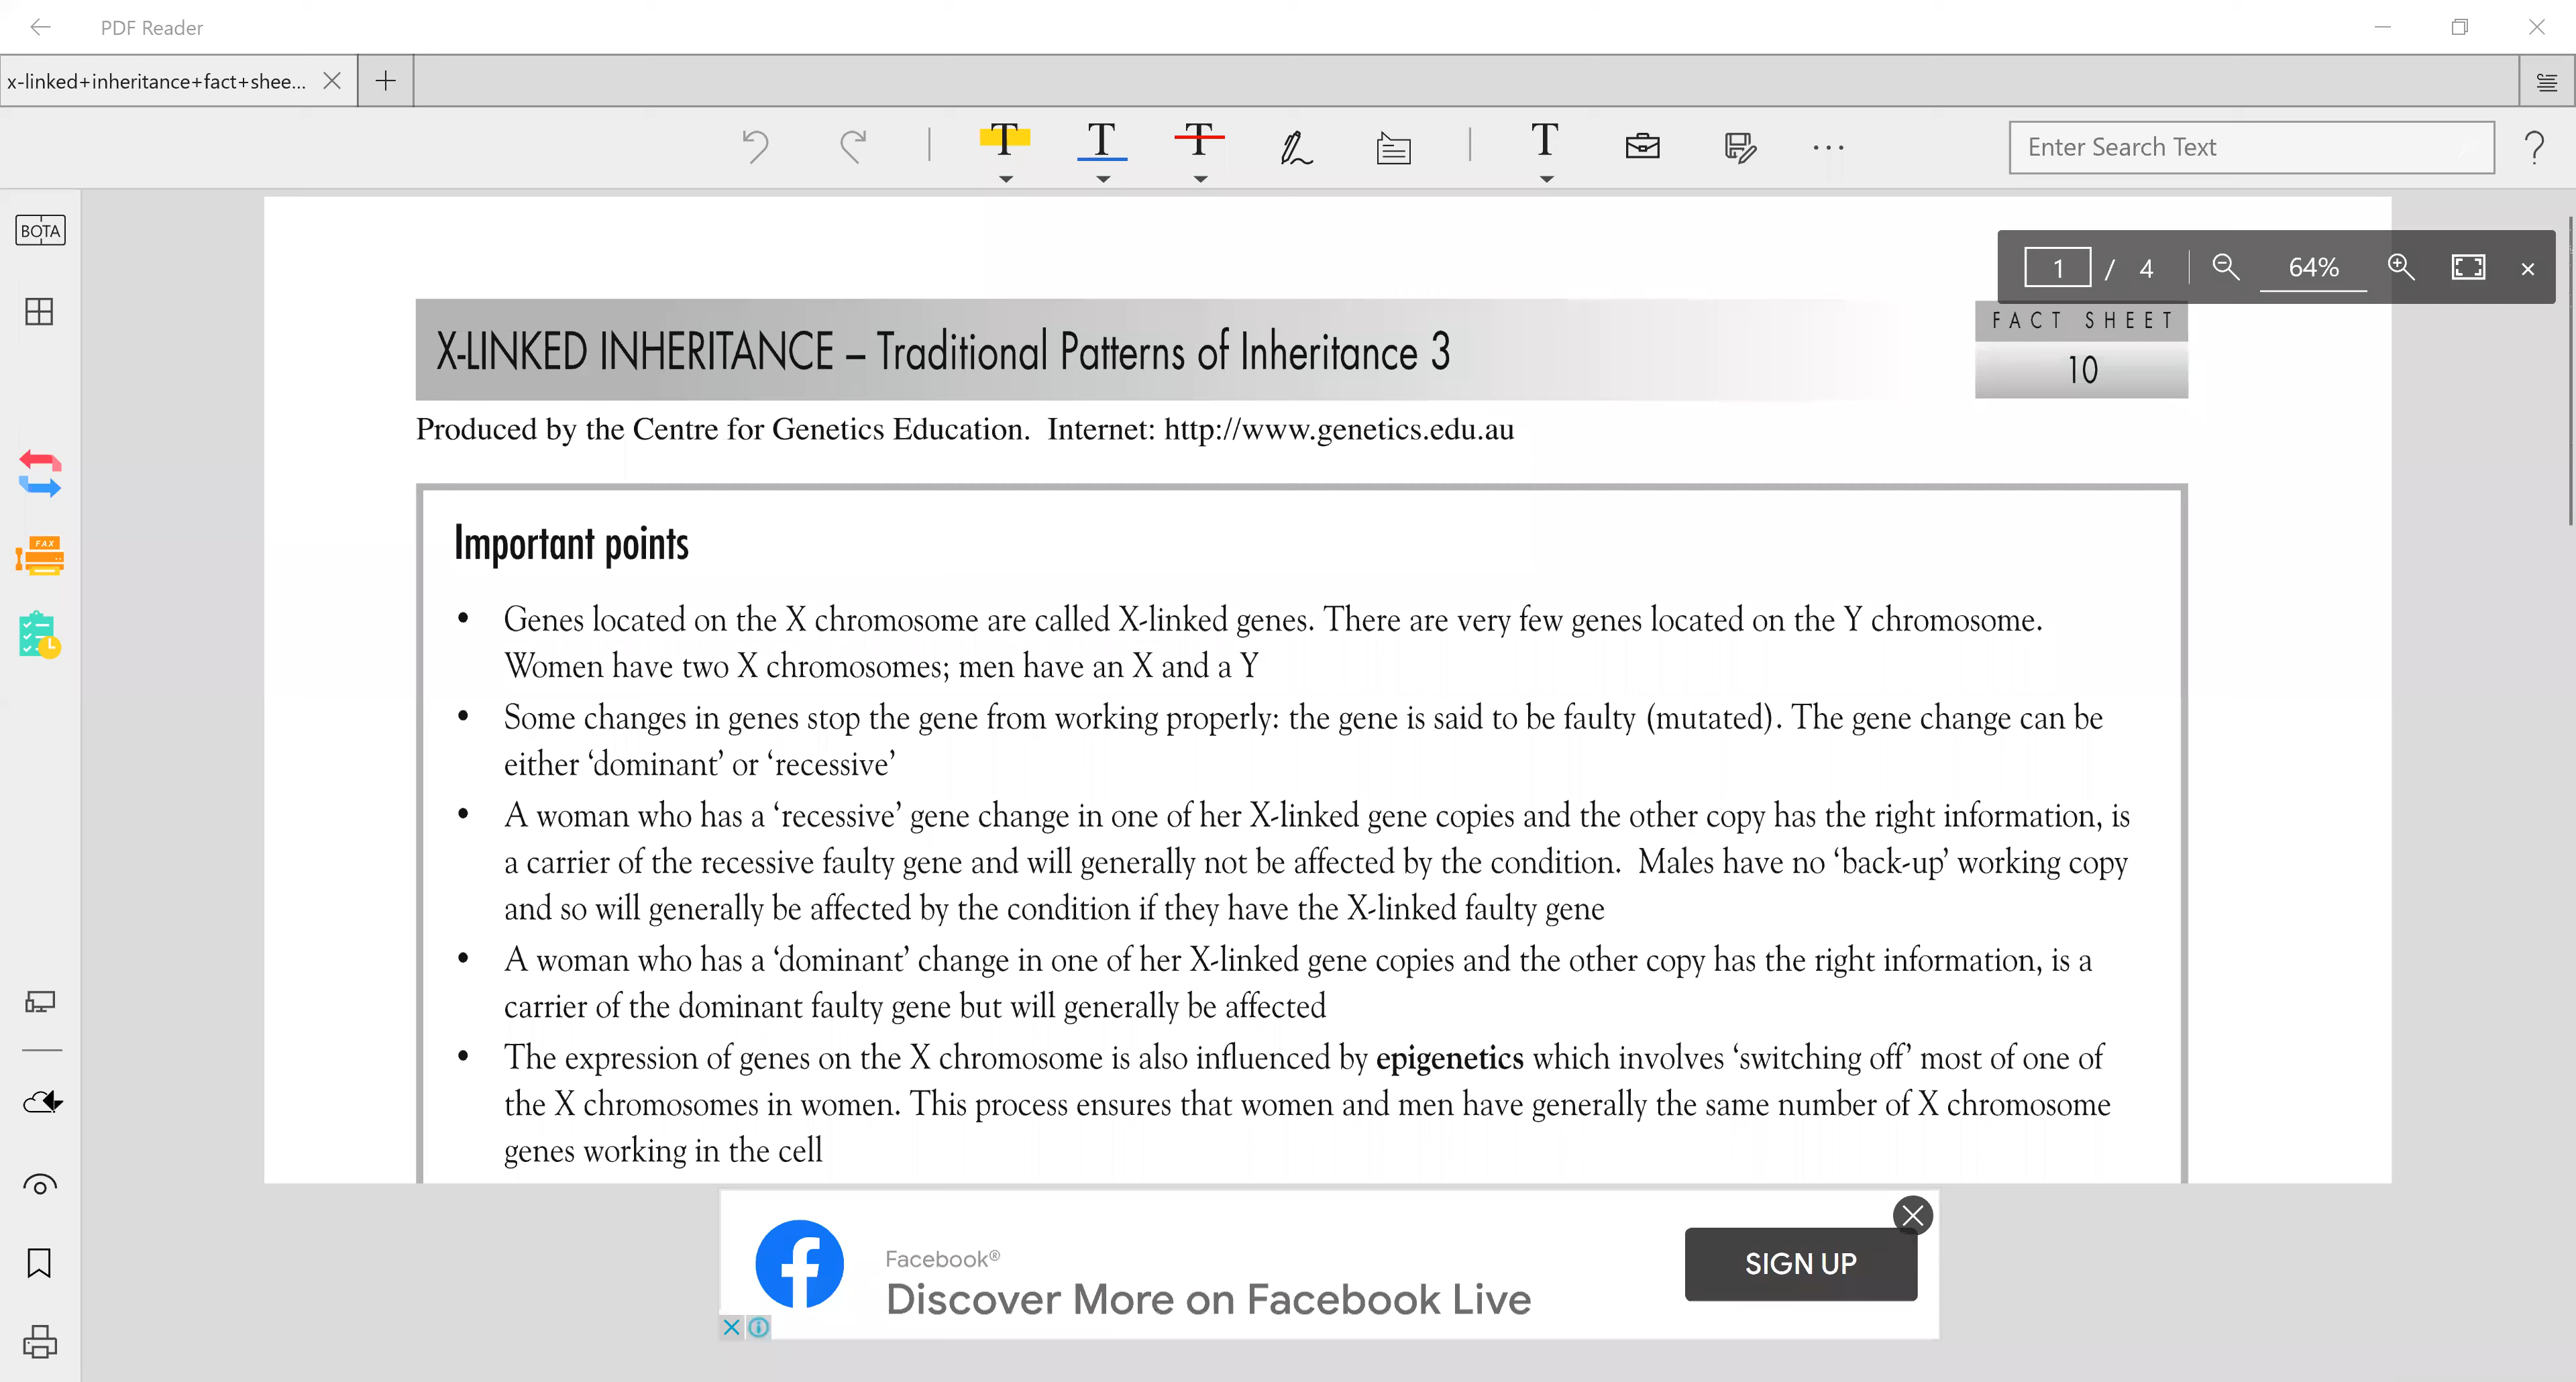 PDF Reader
x-linked+inheritance+fact+shee...
T T T T
Enter Search Text
?
BOTA
1 / 4 64%
FACT SHEET
10
X-LINKED INHERITANCE – Traditional Patterns of Inheritance 3
Produced by the Centre for Genetics Education. Internet: http://www.genetics.edu.au
FAX
Important points
• Genes located on the X chromosome are called X-linked genes. There are very few genes located on the Y chromosome.
Women have two X chromosomes; men have an X and a Y
• Some changes in genes stop the gene from working properly: the gene is said to be faulty (mutated). The gene change can be
either ‘dominant’ or ‘recessive’
• A woman who has a ‘recessive’ gene change in one of her X-linked gene copies and the other copy has the right information, is
a carrier of the recessive faulty gene and will generally not be affected by the condition. Males have no ‘back-up’ working copy
and so will generally be affected by the condition if they have the X-linked faulty gene
• A woman who has a ‘dominant’ change in one of her X-linked gene copies and the other copy has the right information, is a
carrier of the dominant faulty gene but will generally be affected
• The expression of genes on the X chromosome is also influenced by epigenetics which involves ‘switching off’ most of one of
the X chromosomes in women. This process ensures that women and men have generally the same number of X chromosome
genes working in the cell
Facebook®
Discover More on Facebook Live
SIGN UP